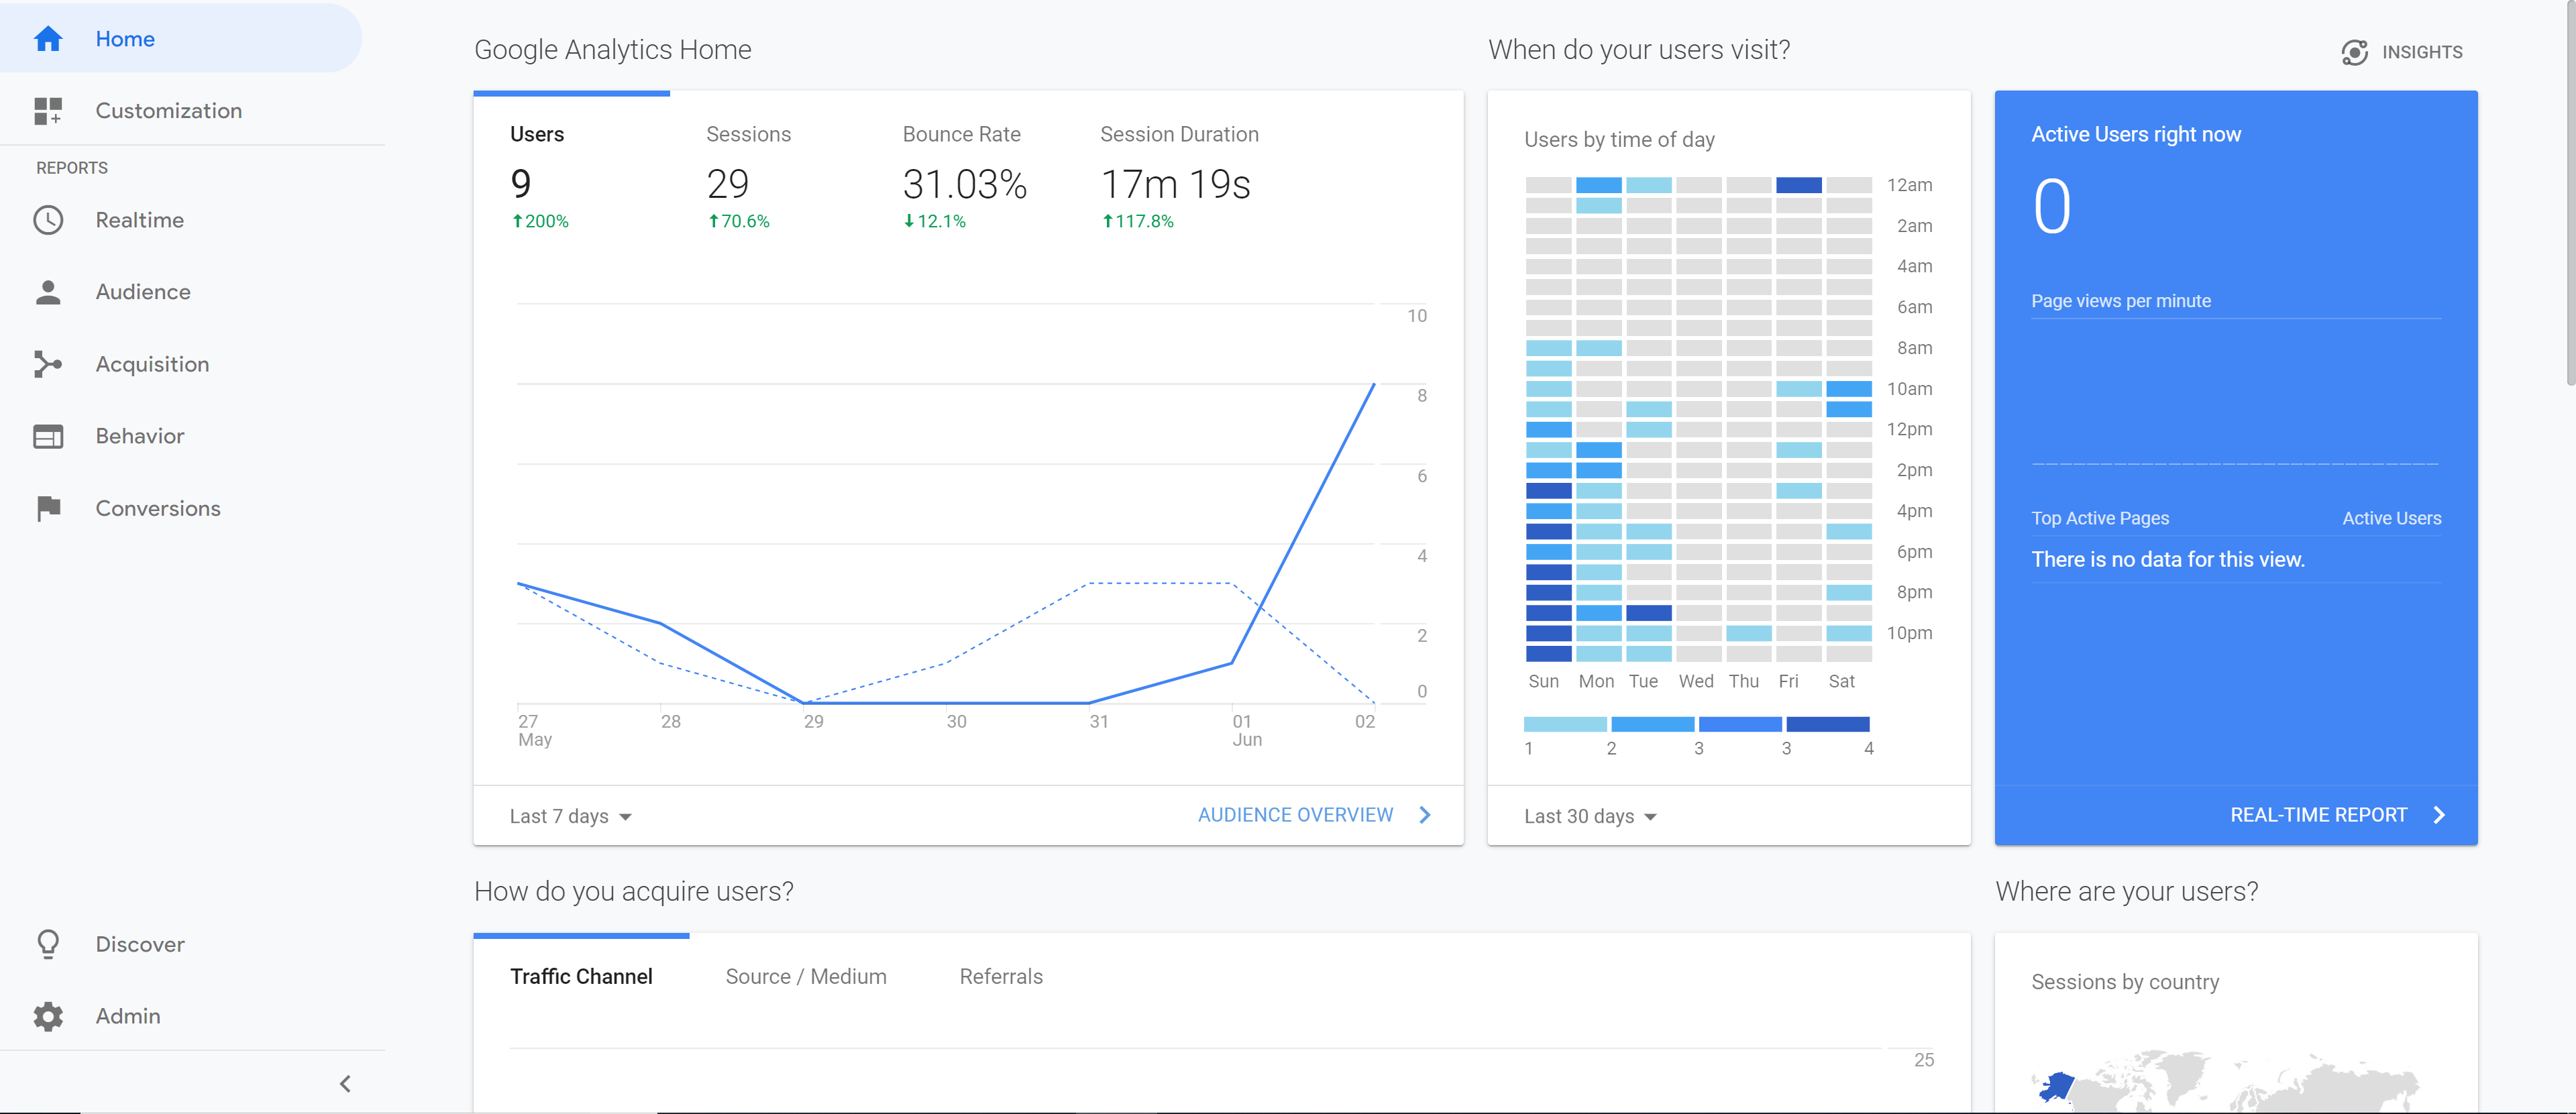 Home
Customization
REPORTS
Realtime
Audience
Acquisition
Behavior
Conversions
Discover
Admin
Google Analytics Home
Users
9
200%
Sessions
29
70.6%
Bounce Rate
31.03%
12.1%
Session Duration
17m 19s
117.8%
10
8
6
4
2
0
27
May
28
29
30
31
01
Jun
02
Last 7 days
AUDIENCE OVERVIEW
When do your users visit?
INSIGHTS
Users by time of day
12am
2am
4am
6am
8am
10am
12pm
2pm
4pm
6pm
8pm
10pm
Sun Mon Tue Wed Thu Fri Sat
1 2 3 3 4
Last 30 days
Active Users right now
0
Page views per minute
Top Active Pages Active Users
There is no data for this view.
REAL-TIME REPORT
How do you acquire users?
Traffic Channel Source / Medium Referrals
25
Where are your users?
Sessions by country